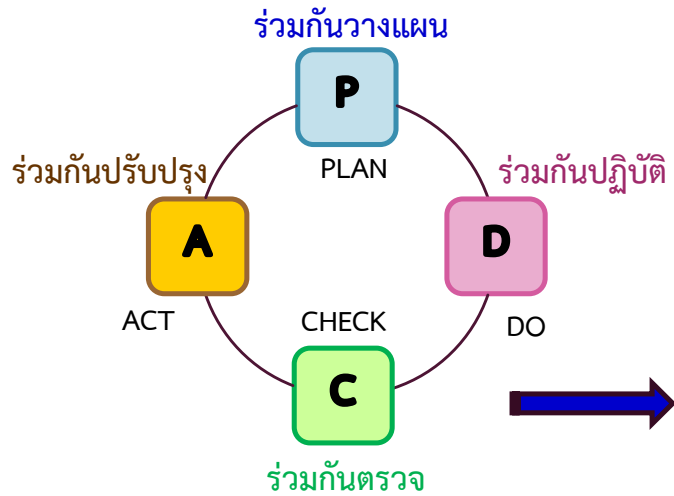 ร่วมกันวางแผน
P
PLAN
ร่วมกันปรับปรุง
ร่วมกันปฏิบัติ
A
D
ACT
CHECK
DO
C
ร่วมกันตรวจ